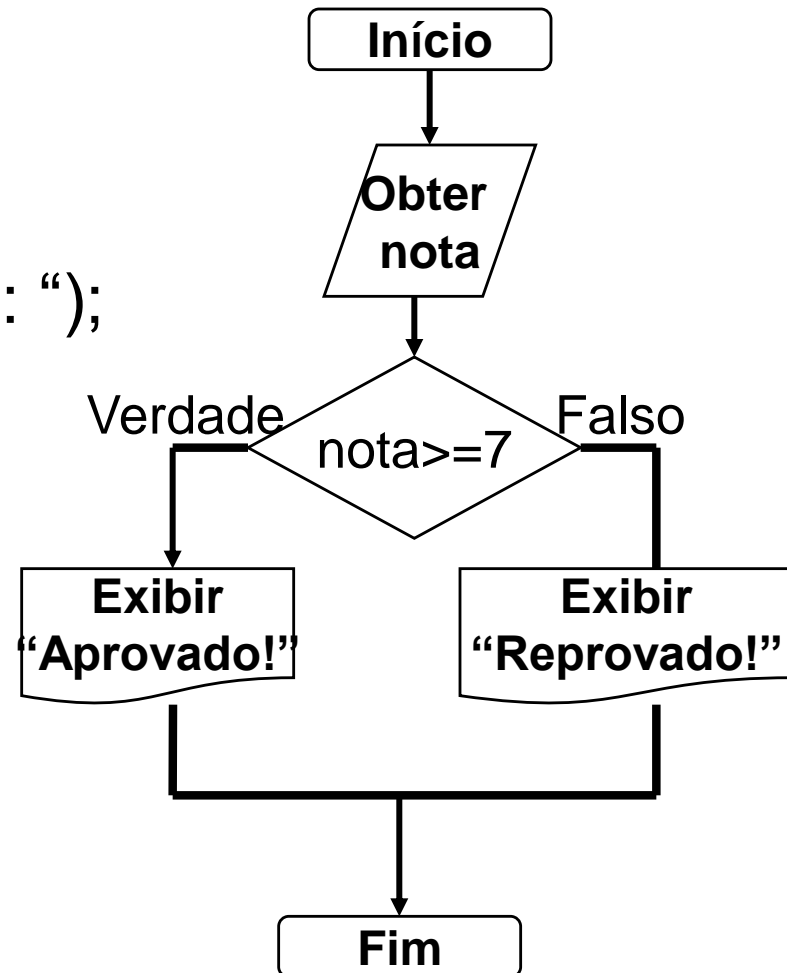 Início
Obter
nota
: “);
Verdade
Falso
nota>=7
Exibir
“Aprovado!”
Exibir
“Reprovado!”
Fim